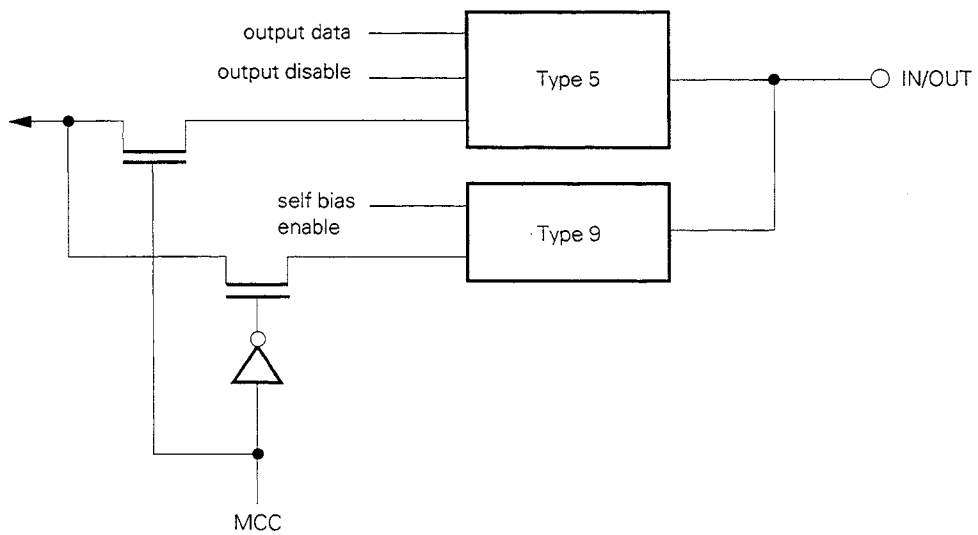 output data
output disable
Type 5
IN/OUT
self bias
enable
Type 9
MCC